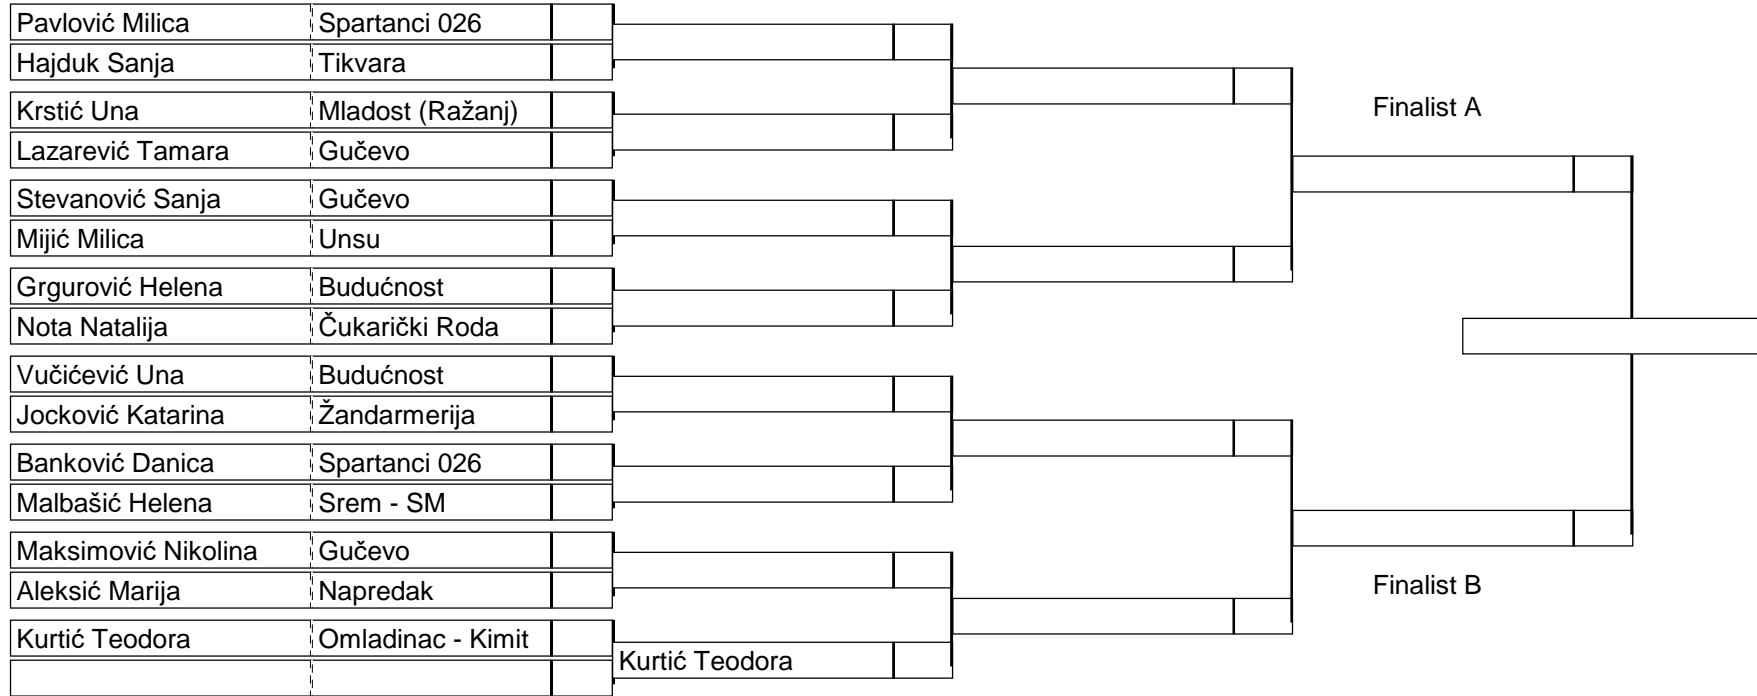 Pavlović Milica Spartanci 026
Hajduk Sanja Tikvara
Krstić Una Mladost (Ražanj)
Lazarević Tamara Gučevo
Stevanović Sanja Gučevo
Mijić Milica Unsu
Grgurović Helena Budućnost
Nota Natalija Čukarički Roda
Vučićević Una Budućnost
Jocković Katarina Žandarmerija
Banković Danica Spartanci 026
Malbašić Helena Srem - SM
Maksimović Nikolina Gučevo
Aleksić Marija Napredak
Kurtić Teodora Omladinac - Kimit
Kurtić Teodora
Finalist A
Finalist B